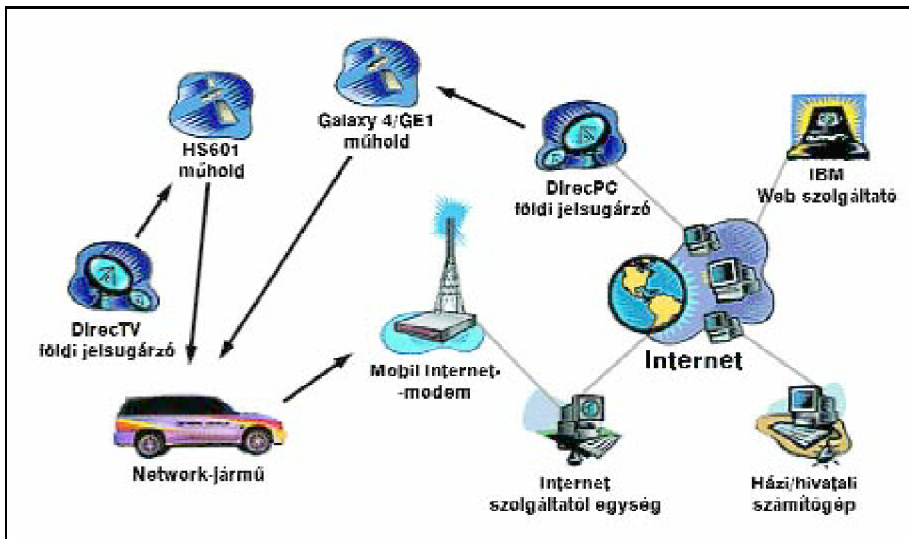 HS601
műhold
Galaxy 4/GE1
műhold
DirecPC
földi jelsugárzó
IBM
Web szolgáltató
DirecTV
földi jelsugárzó
Mobil Internet-
-modem
Internet
Network-jármű
Internet
szolgáltatól egység
Házi/hivatali
számítógép